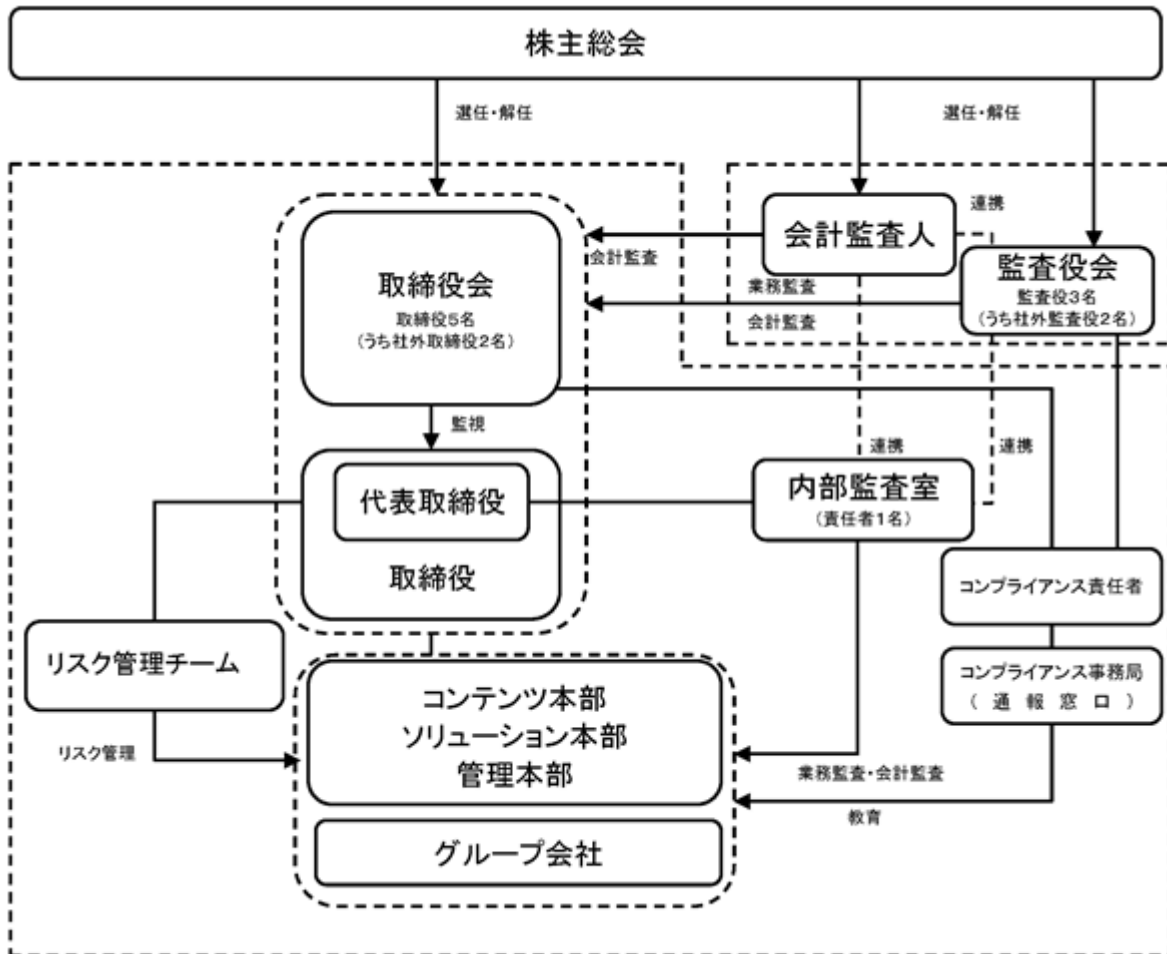 株主総会
選任・解任
選任・解任
会計監査人
連携
監査役会
監査役3名
(うち社外監査役2名)
会計監査
業務監査
会計監査
取締役会
取締役5名
(うち社外取締役2名)
監視
代表取締役
取締役
連携
連携
内部監査室
(責任者1名)
コンプライアンス責任者
リスク管理チーム
コンプライアンス事務局
(通報窓口)
リスク管理
コンテンツ本部
ソリューション本部
管理本部
業務監査・会計監査
教育
グループ会社